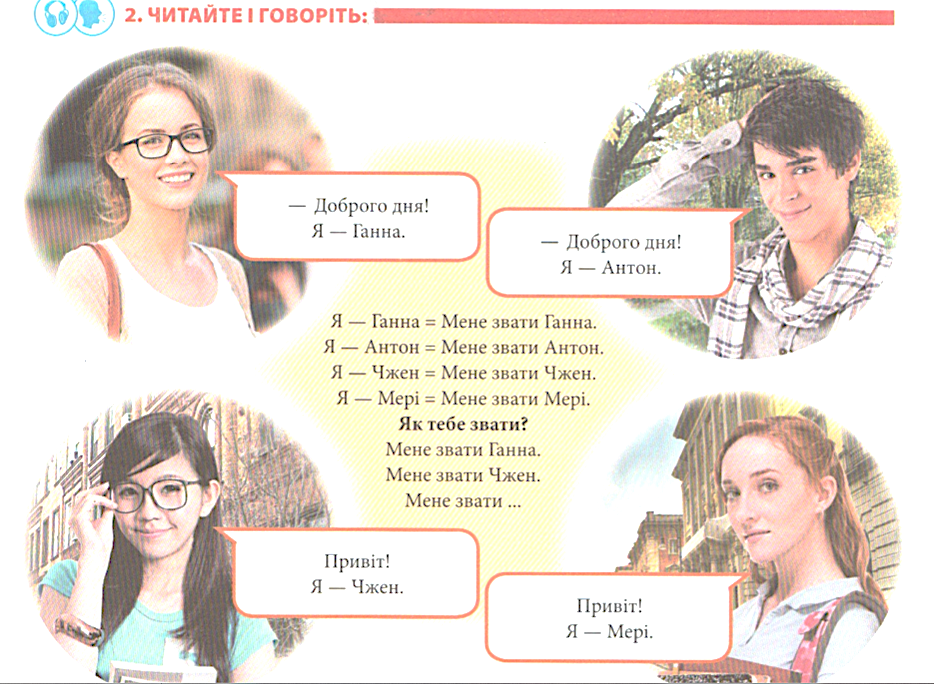 2. ЧИТАЙТЕ І ГОВОРІТЬ:
— Доброго дня!
Я — Ганна.
— Доброго дня!
Я — Антон.
Я — Ганна = Мене звати Ганна.
Я — Антон = Мене звати Антон.
Я — Чжен = Мене звати Чжен.
Я — Мері = Мене звати Мері.
Як тебе звати?
Мене звати Ганна.
Мене звати Чжен.
Мене звати ...
Привіт!
Я — Чжен.
Привіт!
Я — Мері.